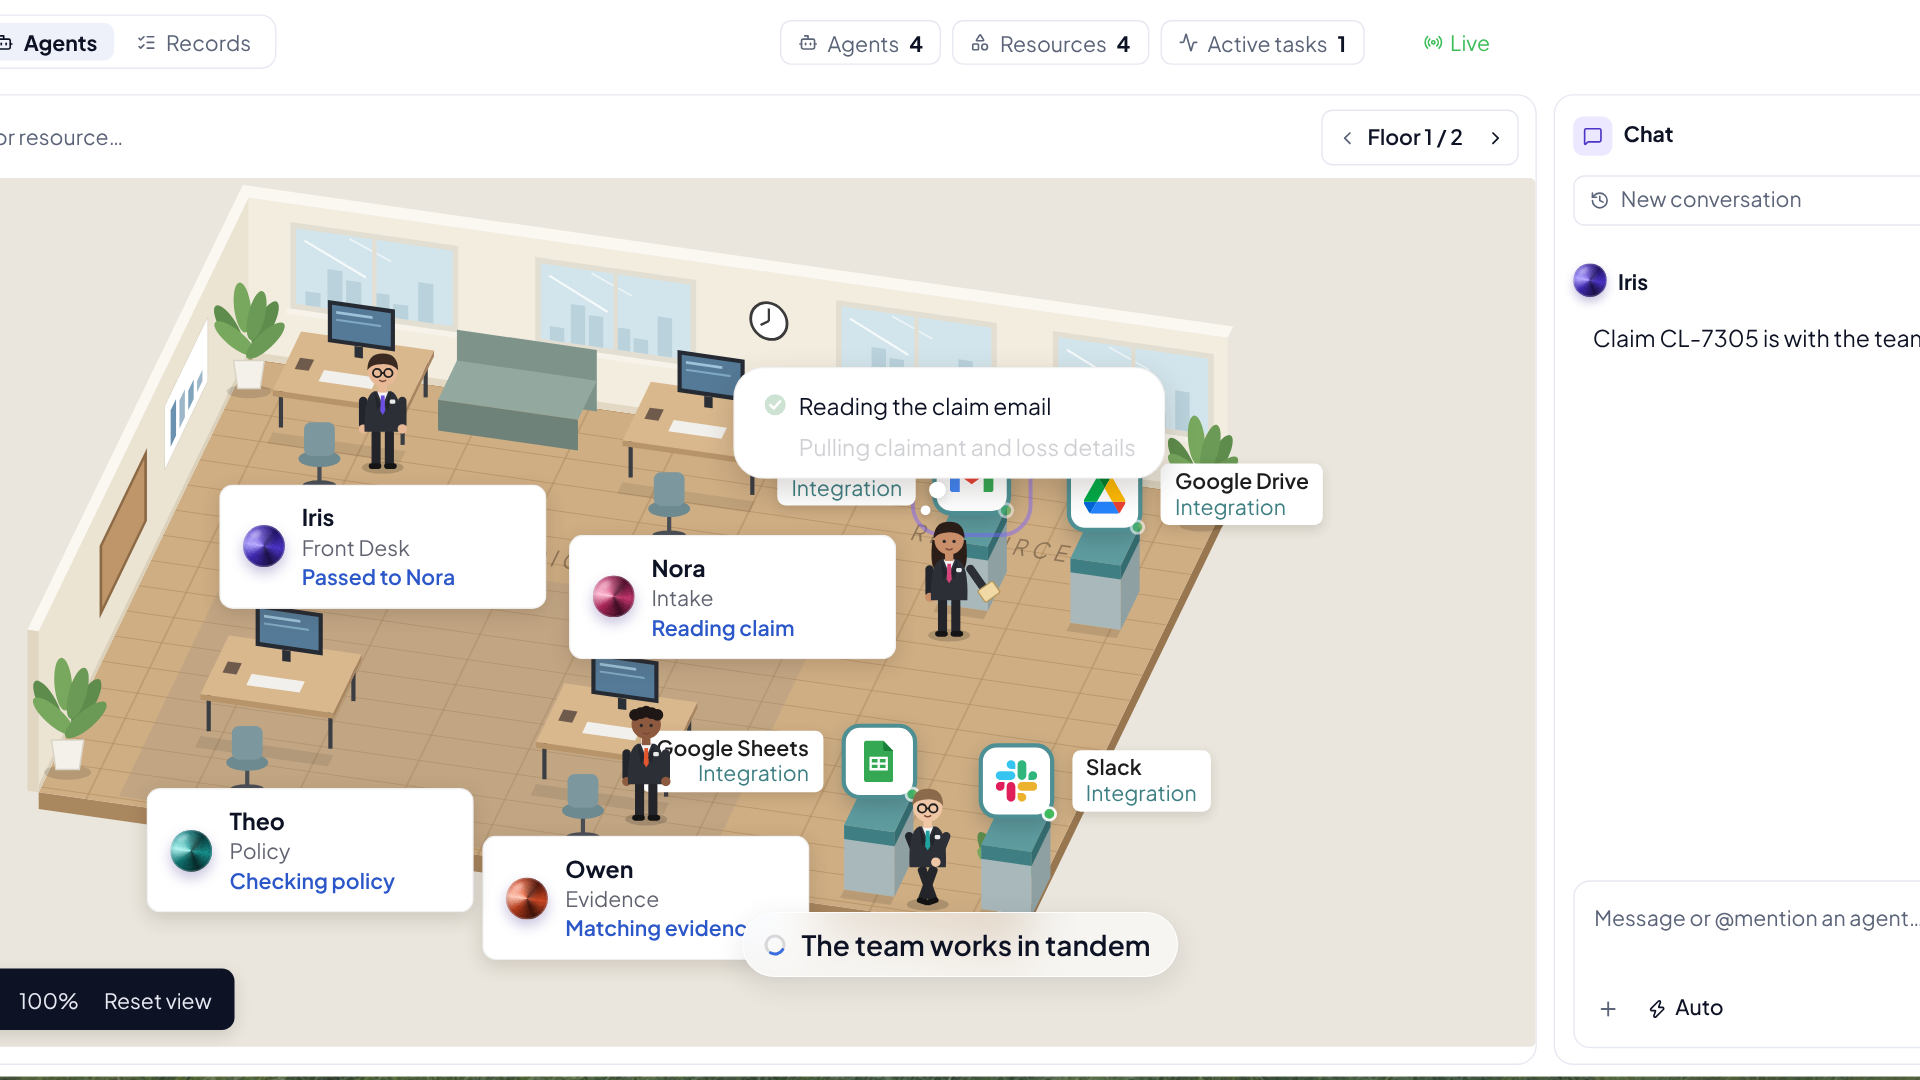 Agents
Records
Agents 4
Resources 4
Active tasks 1
Live
or resource...
Floor 1 / 2
Chat
New conversation
Iris
Claim CL-7305 is with the team
Reading the claim email
Pulling claimant and loss details
Integration
Google Drive
Integration
Iris
Front Desk
Passed to Nora
Nora
Intake
Reading claim
Google Sheets
Integration
Slack
Integration
Theo
Policy
Checking policy
Owen
Evidence
Matching evidenc
The team works in tandem
100%
Reset view
Message or @mention an agent...
Auto